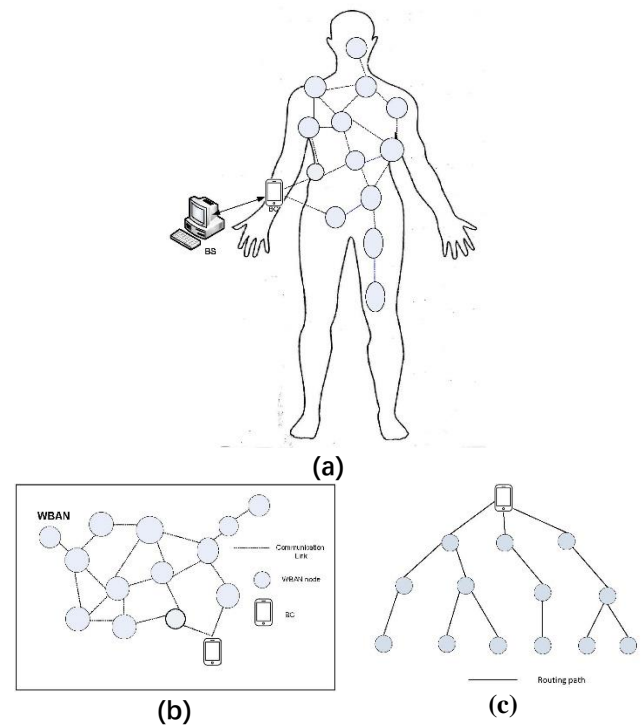 BC
BS
(a)
WBAN
Communication
Link
WBAN node
BC
(b)
Routing path
(c)